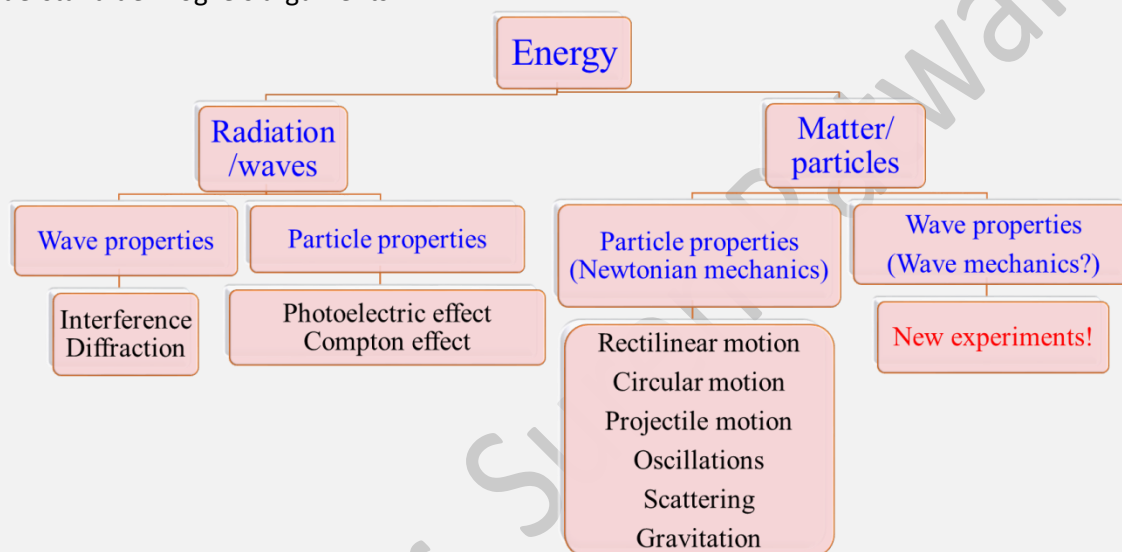 Energy
Radiation
/waves
Matter/
particles
Wave properties
Particle properties
Particle properties
(Newtonian mechanics)
Wave properties
(Wave mechanics?)
Interference
Diffraction
Photoelectric effect
Compton effect
Rectilinear motion
Circular motion
Projectile motion
Oscillations
Scattering
Gravitation
New experiments!